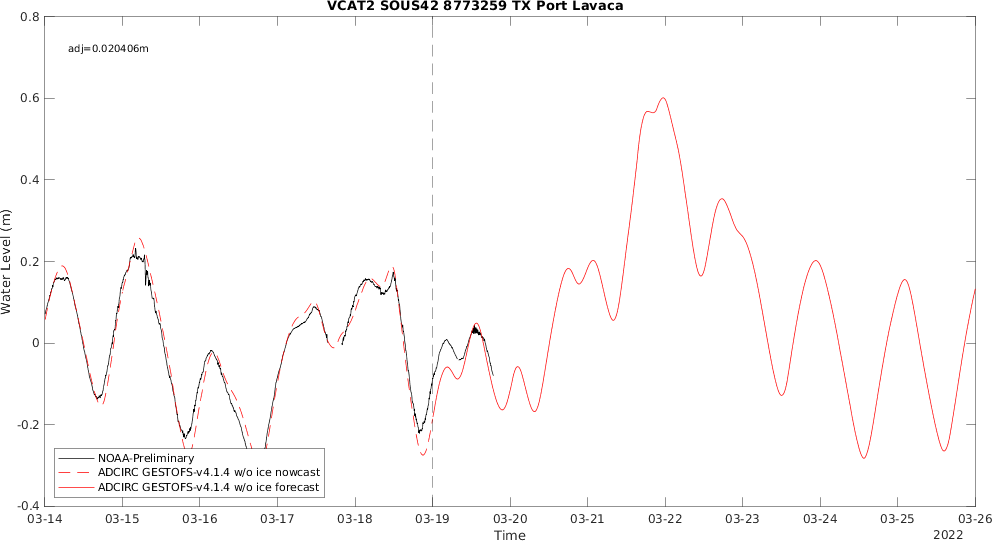 VCAT2 SOUS42 8773259 TX Port Lavaca
adj=0.020406m
Water Level (m)
0.8
0.6
0.4
0.2
0
-0.2
-0.4
NOAA-Preliminary
ADCIRC GESTOFS-v4.1.4 w/o ice nowcast
ADCIRC GESTOFS-v4.1.4 w/o ice forecast
03-14 03-15 03-16 03-17 03-18 03-19 03-20 03-21 03-22 03-23 03-24 03-25 03-26
Time
2022